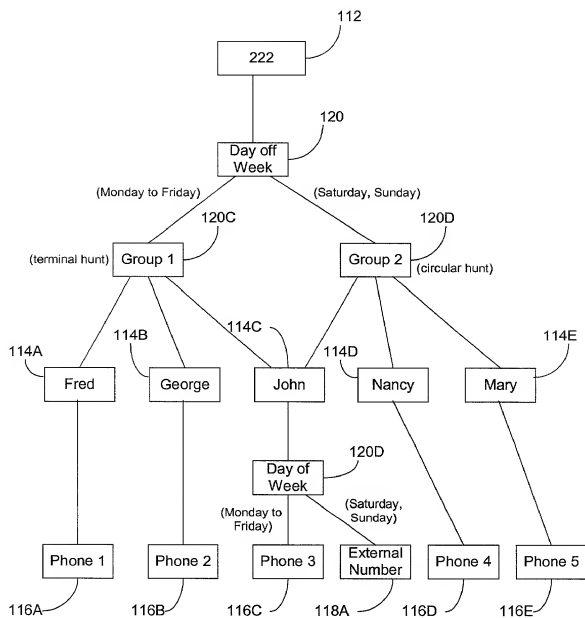 112
222
120
Day off
Week
(Monday to Friday)
(Saturday, Sunday)
120C
120D
(terminal hunt)
Group 1
Group 2
(circular hunt)
114A
114B
114C
114D
114E
Fred
George
John
Nancy
Mary
Day of
Week
120D
(Monday to
Friday)
(Saturday,
Sunday)
Phone 1
Phone 2
Phone 3
External
Number
Phone 4
Phone 5
116A
116B
116C
118A
116D
116E